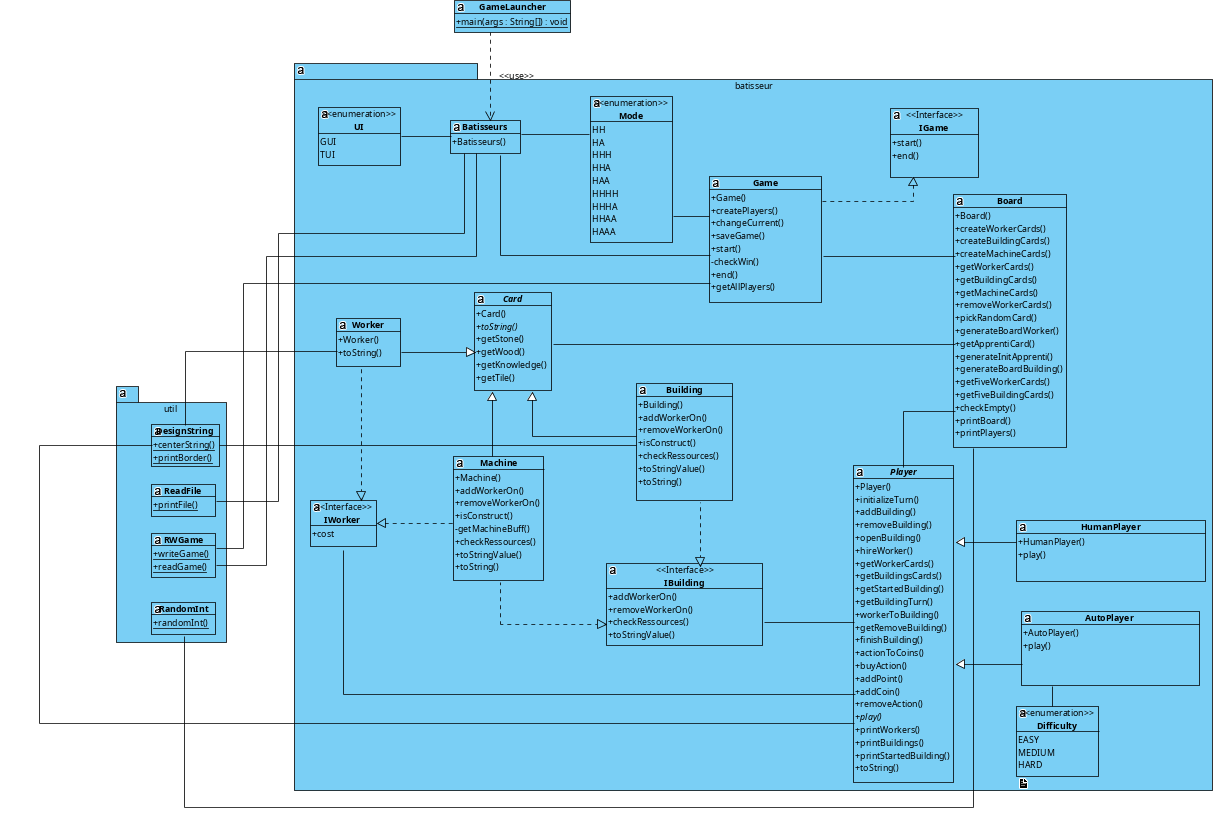 GameLauncher
+main(args : String[]) : void
<<use>>
batisseur
<<enumeration>>
UI
GUI
TUI
Batisseurs
+Batisseurs()
<<enumeration>>
Mode
HH
HA
HHH
HHA
HAA
HHHH
HHHA
HHAA
HAAA
<<Interface>>
IGame
+start()
+end()
Game
+Game()
+createPlayers()
+changeCurrent()
+saveGame()
+start()
-checkWin()
+end()
+getAllPlayers()
Board
+Board()
+createWorkerCards()
+createBuildingCards()
+createMachineCards()
+getWorkerCards()
+getBuildingCards()
+getMachineCards()
+removeWorkerCards()
+pickRandomCard()
+generateBoardWorker()
+getApprentiCard()
+generateInitApprenti()
+generateBoardBuilding()
+getFiveWorkerCards()
+getFiveBuildingCards()
+checkEmpty()
+printBoard()
+printPlayers()
Card
+Card()
+toString()
+getStone()
+getWood()
+getKnowledge()
+getTile()
Worker
+Worker()
+toString()
util
DesignString
+centerString()
+printBorder()
ReadFile
+printFile()
RWGame
+writeGame()
+readGame()
RandomInt
+randomInt()
Building
+Building()
+addWorkerOn()
+removeWorkerOn()
+isConstruct()
+checkRessources()
+toStringValue()
+toString()
Machine
+Machine()
+addWorkerOn()
+removeWorkerOn()
+isConstruct()
-getMachineBuff()
+checkRessources()
+toStringValue()
+toString()
<<Interface>>
IWorker
+cost
<<Interface>>
IBuilding
+addWorkerOn()
+removeWorkerOn()
+checkRessources()
+toStringValue()
Player
+Player()
+initializeTurn()
+addBuilding()
+removeBuilding()
+openBuilding()
+hireWorker()
+getWorkerCards()
+getBuildingsCards()
+getStartedBuilding()
+getBuildingTurn()
+workerToBuilding()
+getRemoveBuilding()
+finishBuilding()
+actionToCoins()
+buyAction()
+addPoint()
+addCoin()
+removeAction()
+play()
+printWorkers()
+printBuildings()
+printStartedBuilding()
+toString()
HumanPlayer
+HumanPlayer()
+play()
AutoPlayer
+AutoPlayer()
+play()
<<enumeration>>
Difficulty
EASY
MEDIUM
HARD